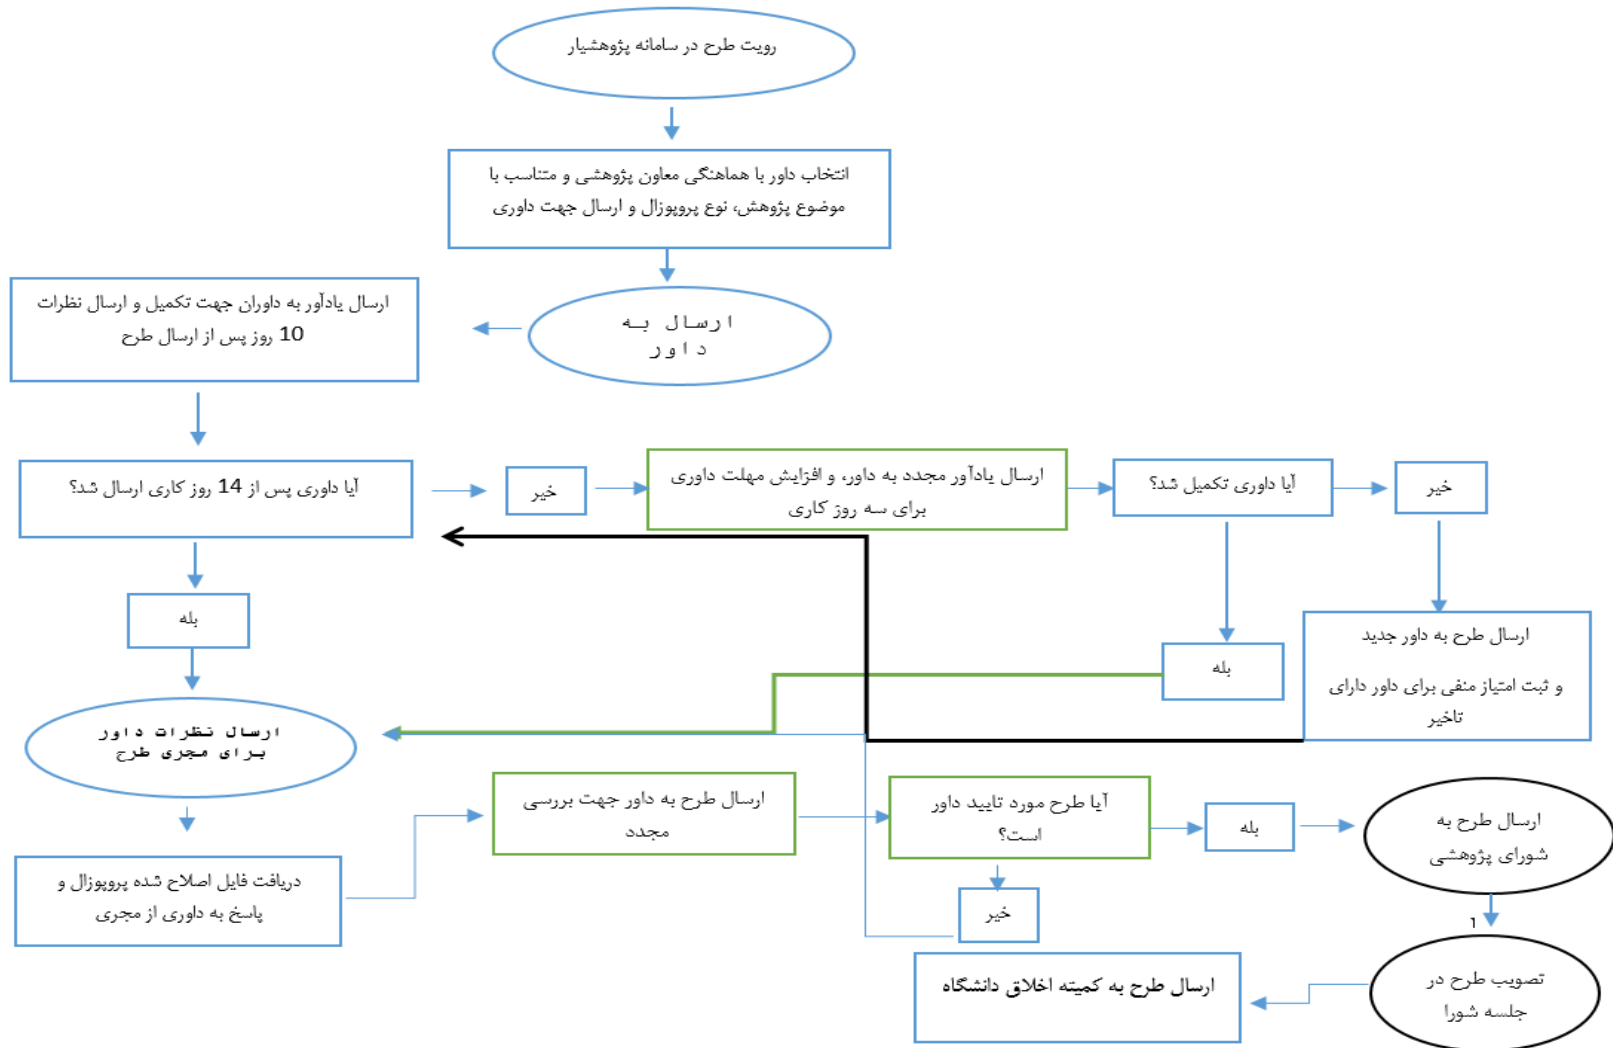 رویت طرح در سامانه پژوهشیار
انتخاب داور با هماهنگی معاون پژوهشی و متناسب با
موضوع پژوهش، نوع پروپوزال و ارسال جهت داوری
ارسال به
داور
ارسال یادآور به داوران جهت تکمیل و ارسال نظرات
10 روز پس از ارسال طرح
آیا داوری پس از 14 روز کاری ارسال شد؟
خیر
ارسال یادآور مجدد به داور، و افزایش مهلت داوری
برای سه روز کاری
آیا داوری تکمیل شد؟
خیر
بله
بله
ارسال طرح به داور جدید
و ثبت امتیاز منفی برای داور دارای
تاخیر
ارسال نظرات داور
برای مجری طرح
دریافت فایل اصلاح شده پروپوزال و
پاسخ به داوری از مجری
ارسال طرح به داور جهت بررسی
مجدد
آیا طرح مورد تایید داور
است؟
بله
خیر
ارسال طرح به
شورای پژوهشی
1
تصویب طرح در
جلسه شورا
ارسال طرح به کمیته اخلاق دانشگاه